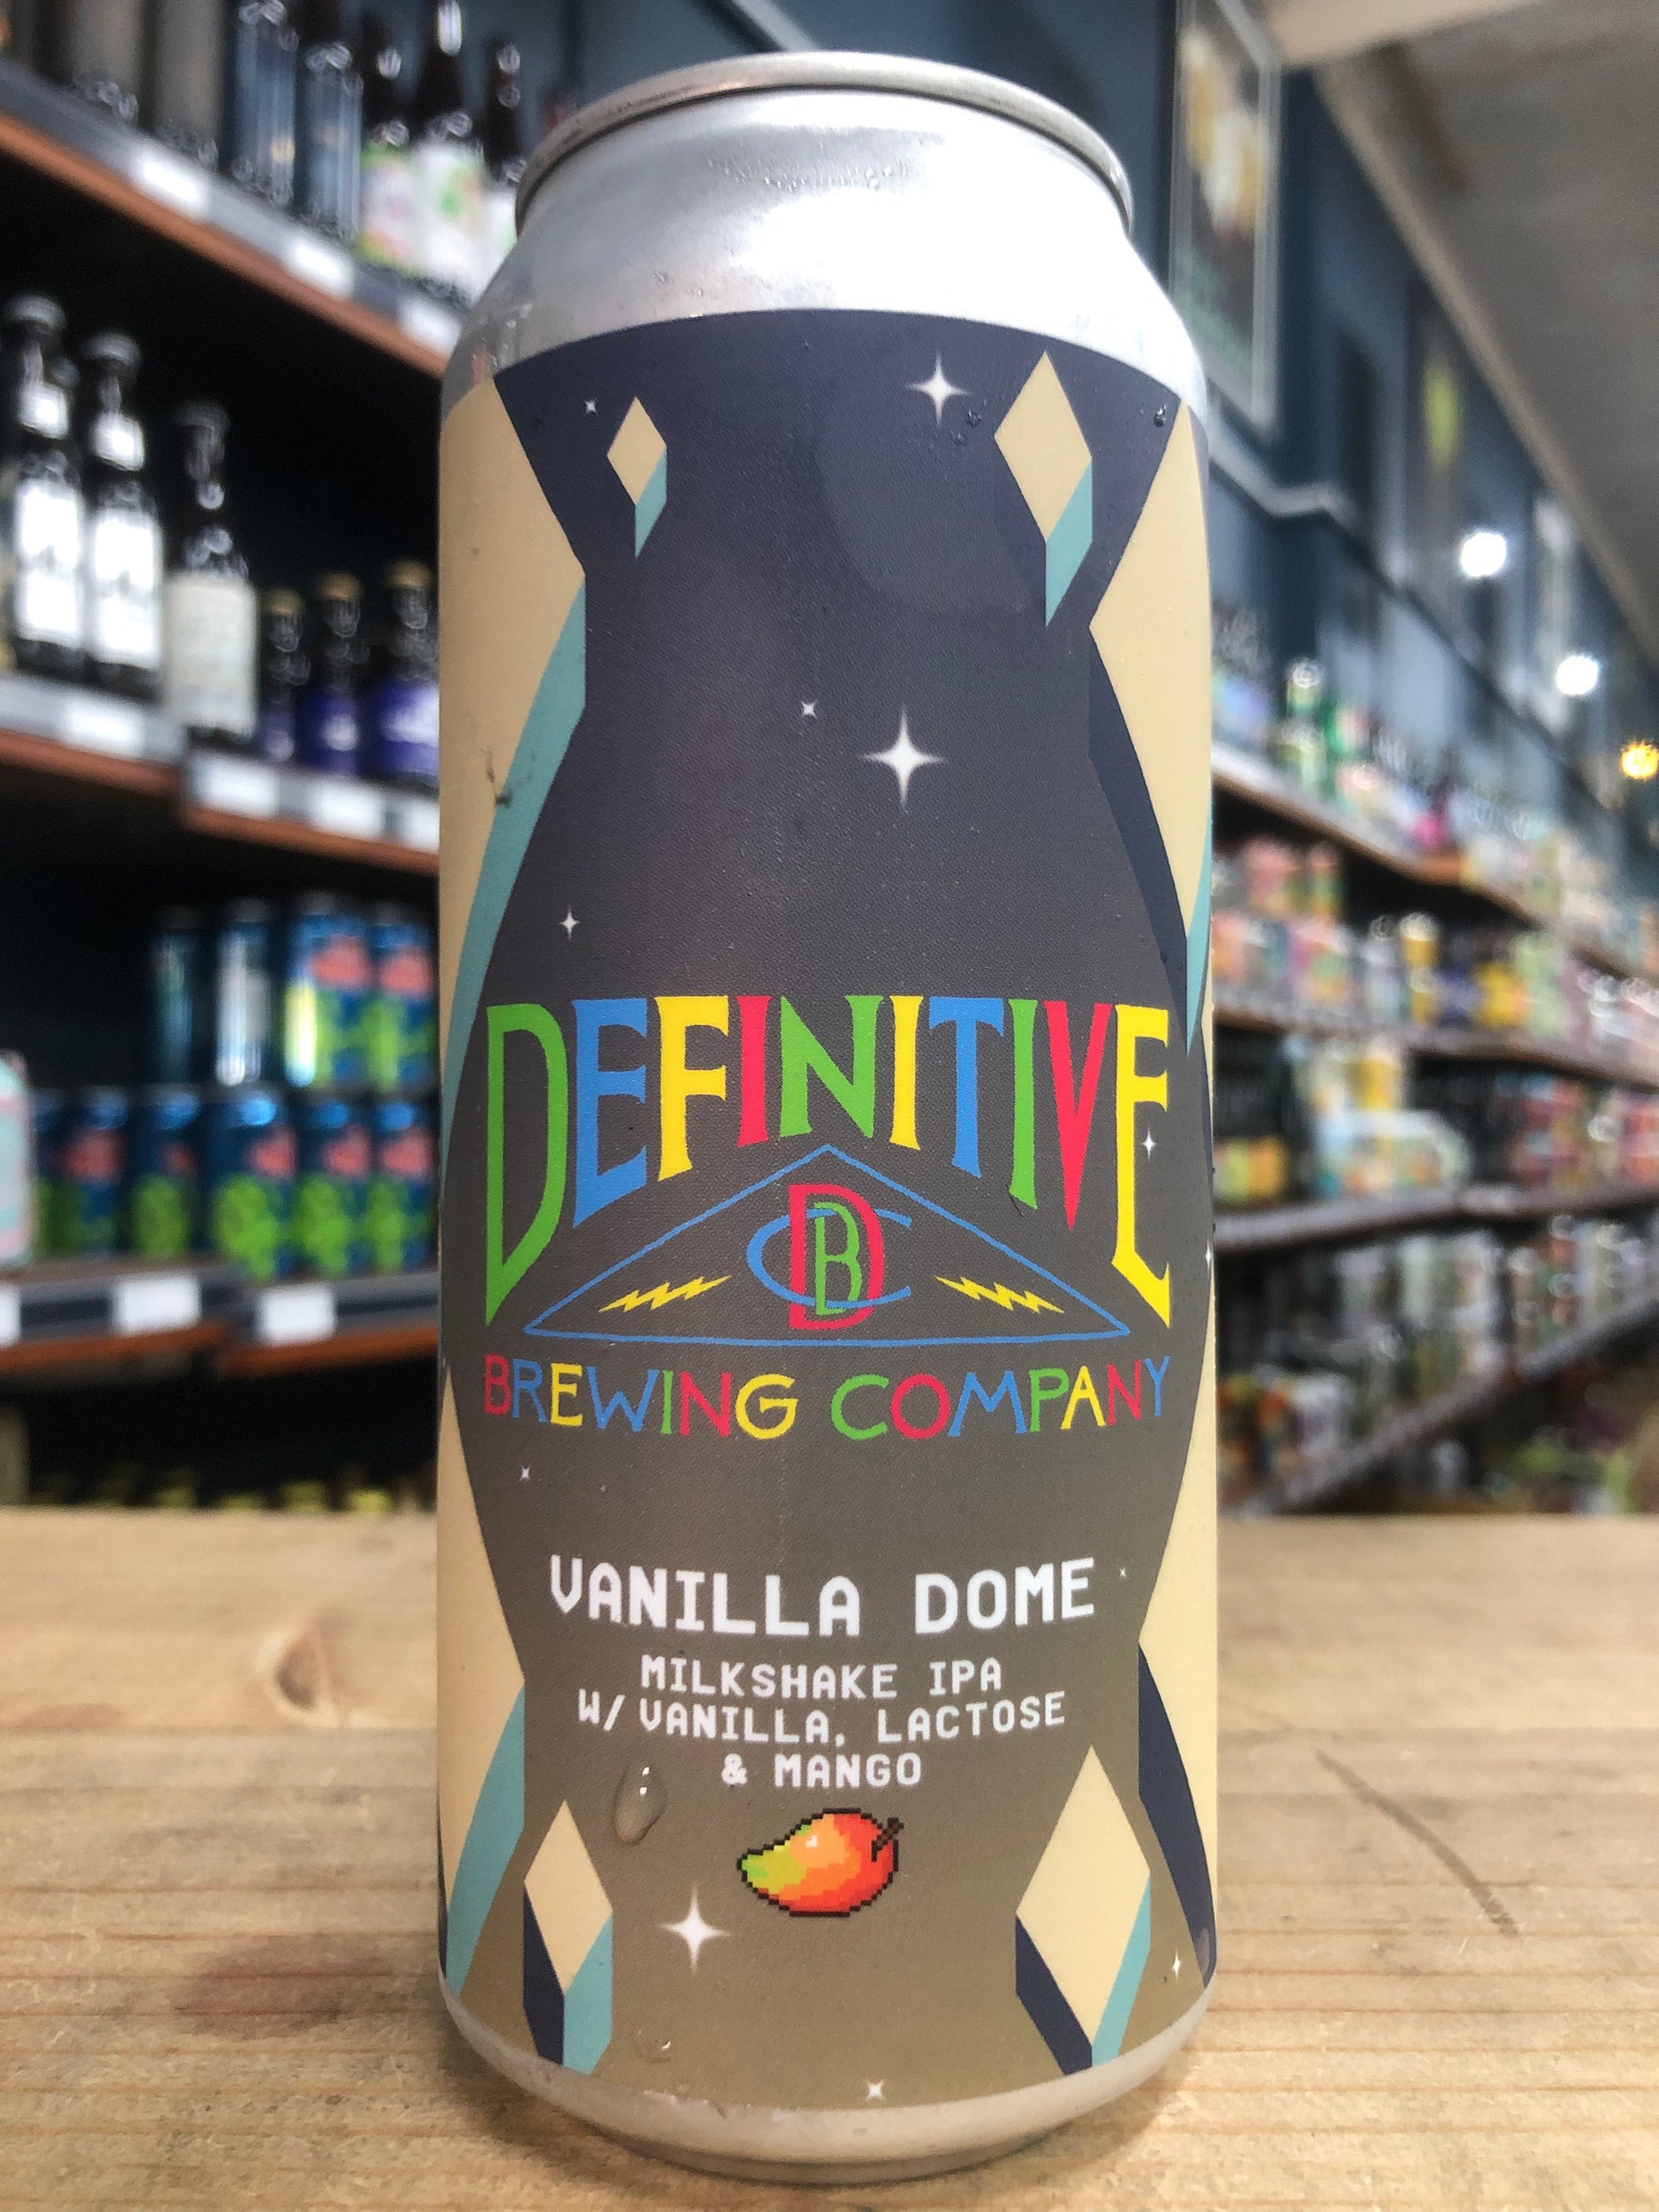 DEFINITIVE
DBC
BREWING COMPANY
VANILLA DOME
MILKSHAKE IPA
W/ VANILLA, LACTOSE
& MANGO